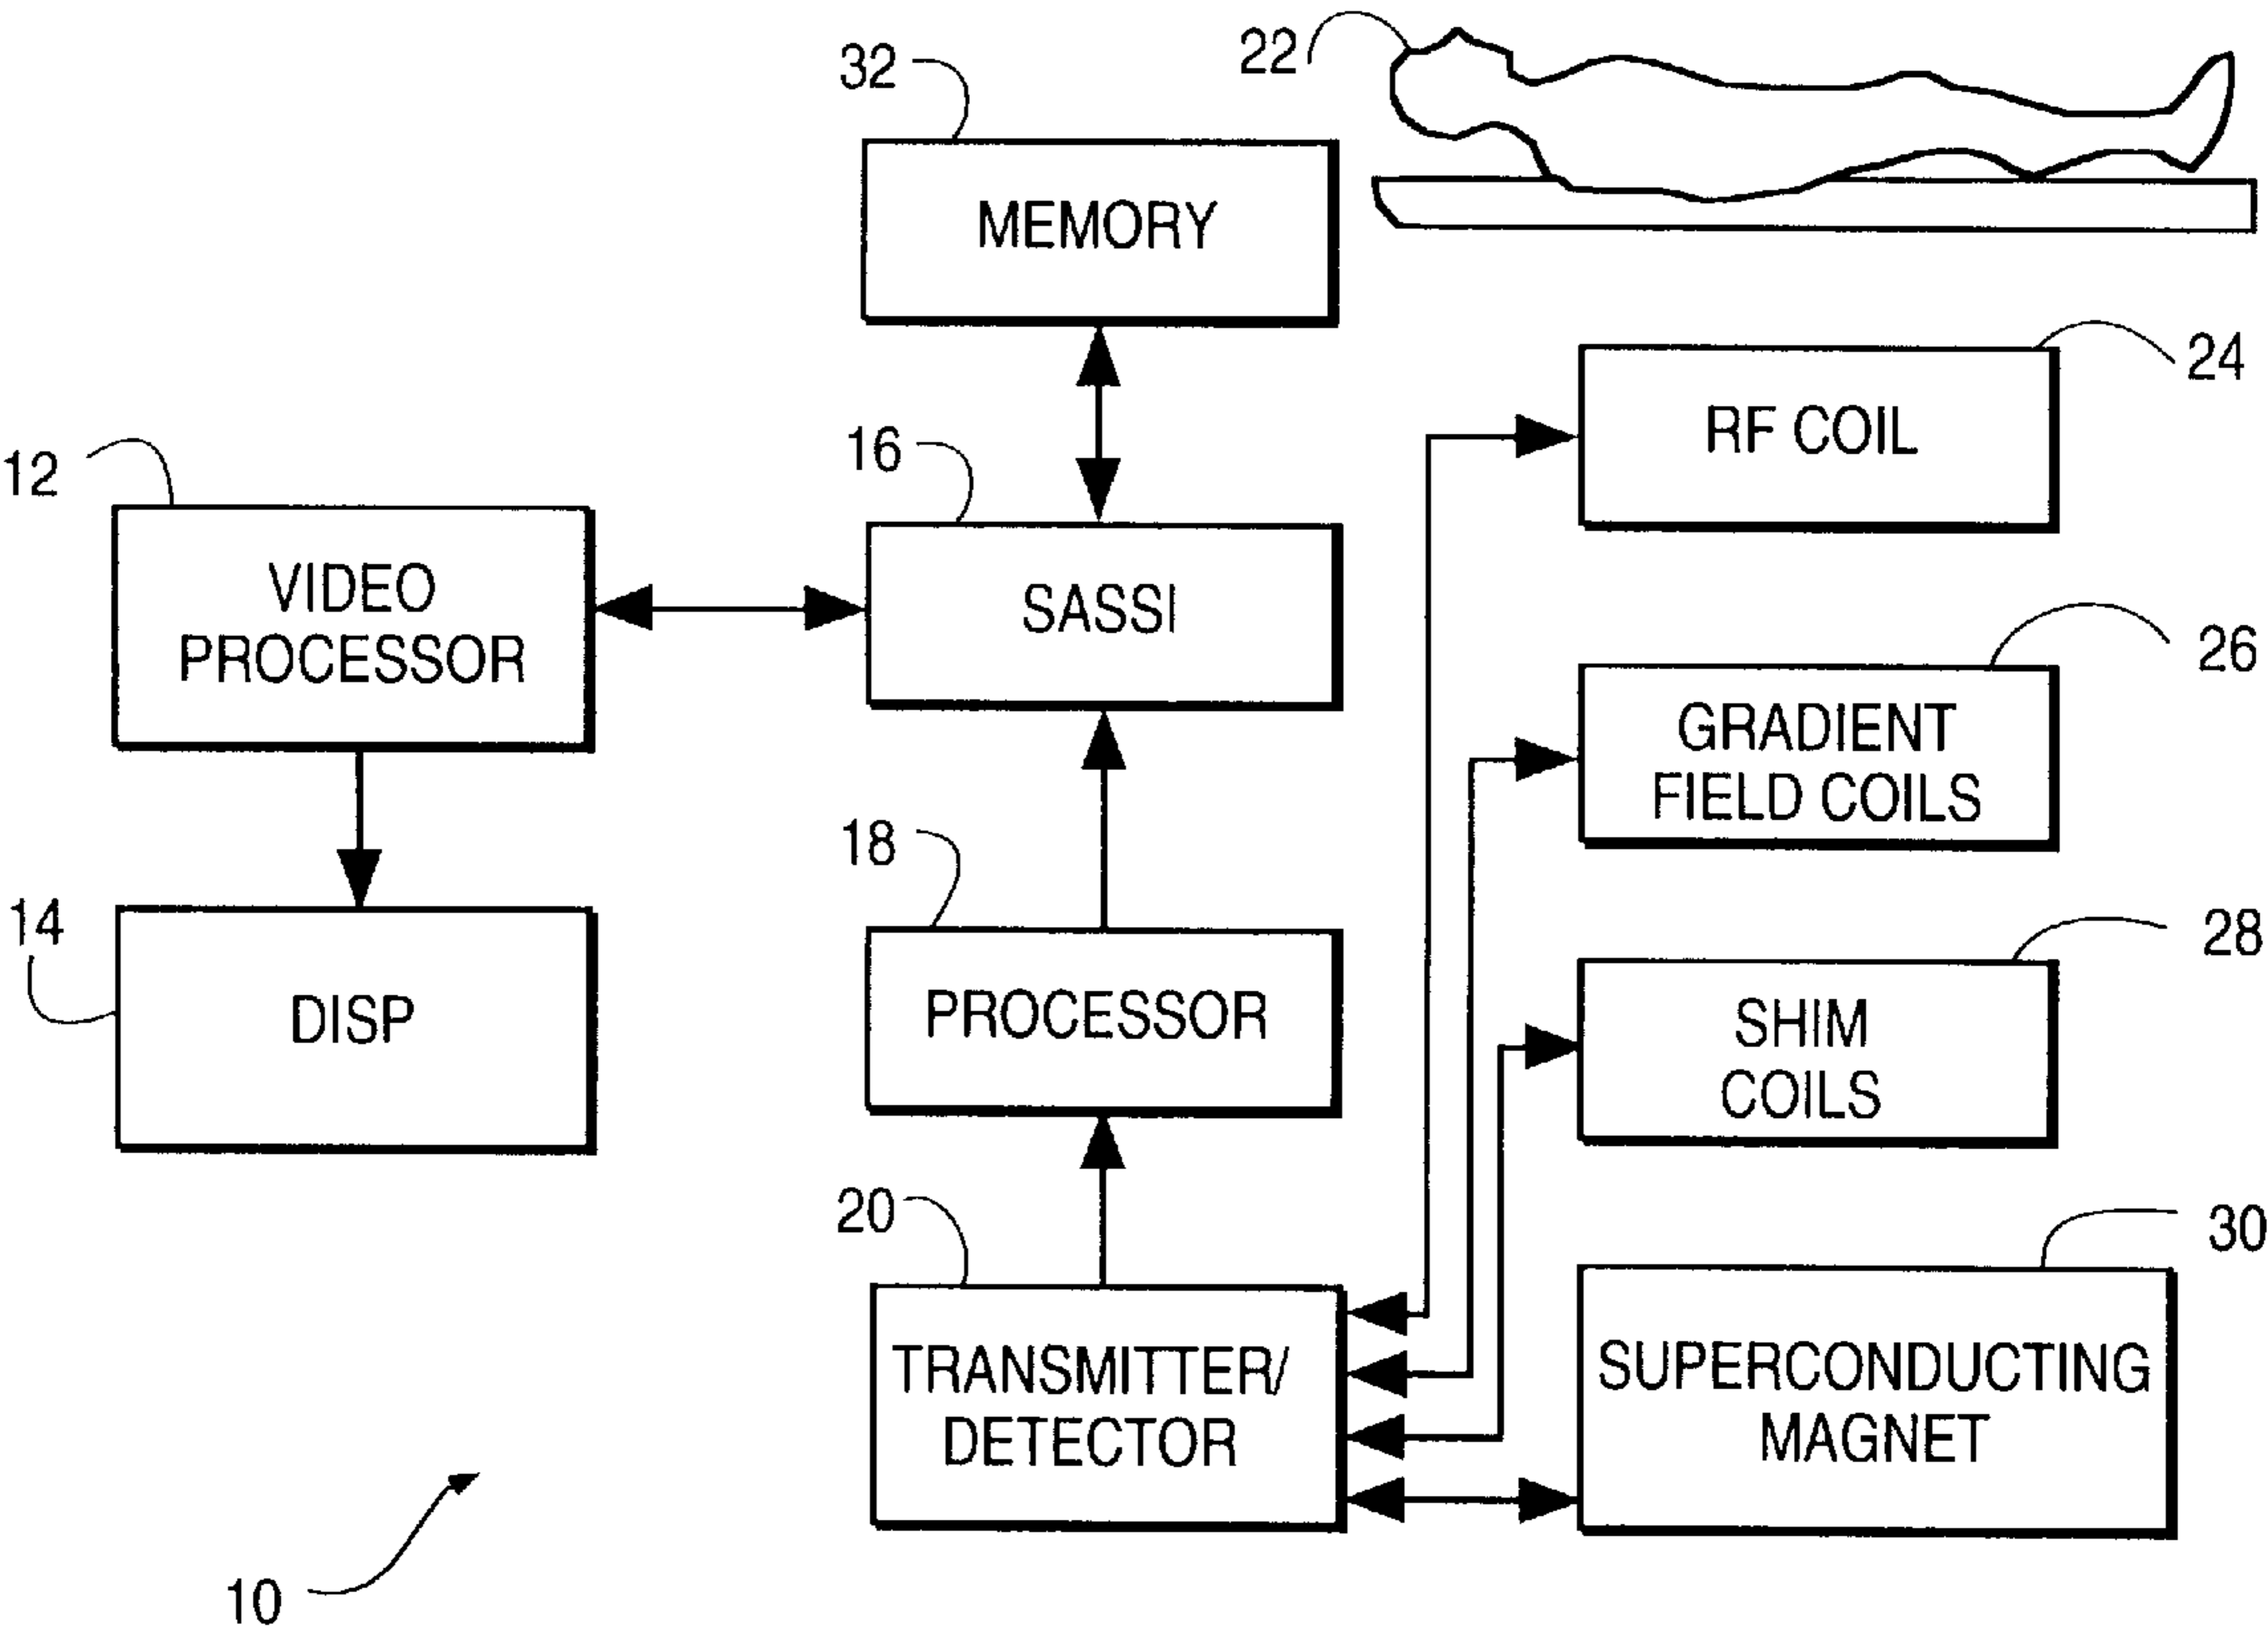 22
32
MEMORY
24
RF COIL
16
12
VIDEO
PROCESSOR
SASSI
26
GRADIENT
FIELD COILS
18
14
DISP
PROCESSOR
28
SHIM
COILS
20
TRANSMITTER/
DETECTOR
30
SUPERCONDUCTING
MAGNET
10